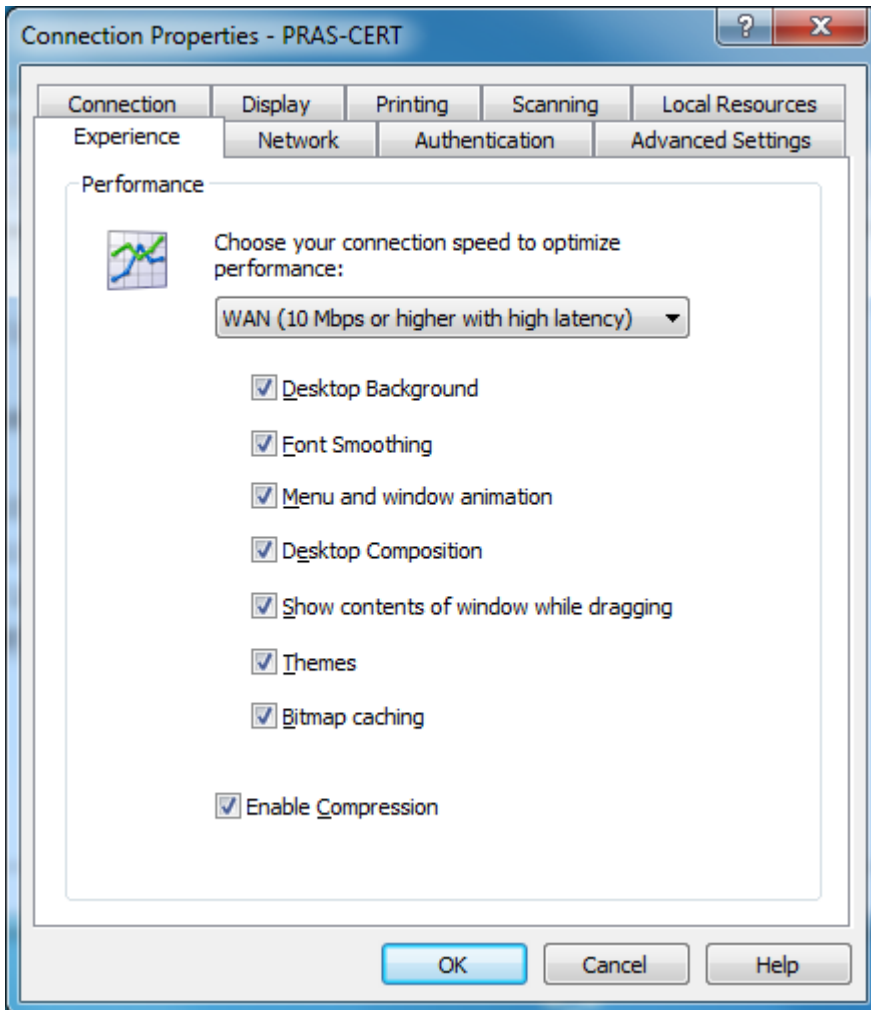 Connection Properties - PRAS-CERT
?
X
Connection Display Printing Scanning Local Resources
Experience Network Authentication Advanced Settings
Performance
Choose your connection speed to optimize
performance:
WAN (10 Mbps or higher with high latency)
Desktop Background
Font Smoothing
Menu and window animation
Desktop Composition
Show contents of window while dragging
Themes
Bitmap caching
Enable Compression
OK Cancel Help